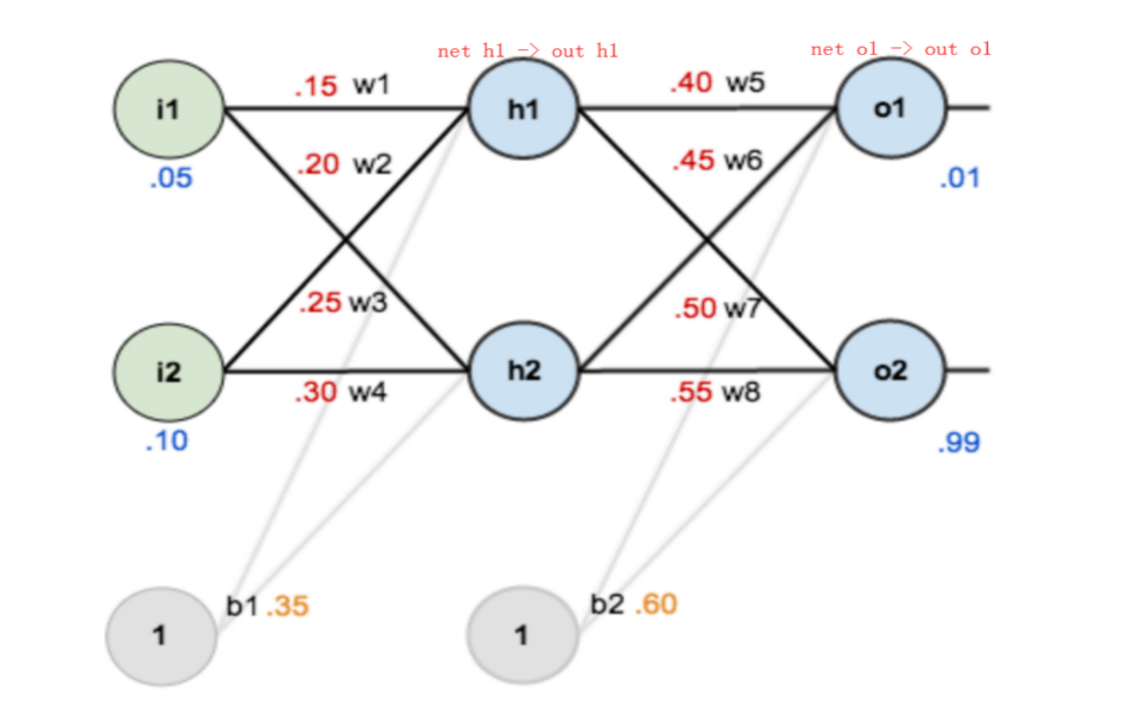 net h1 -> out h1
net o1 -> out o1
i1
.15 w1
h1
.40 w5
o1
.05
.20 w2
.45 w6
.01
.25 w3
.50 w7
i2
.30 w4
h2
.55 w8
o2
.10
.99
1
b1 .35
1
b2 .60